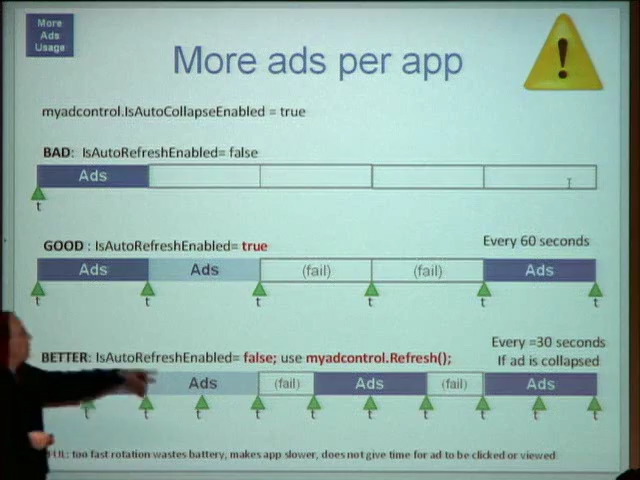 More
Ads
Usage
More ads per app
!
myadcontrol.IsAutoCollapseEnabled = true
BAD: IsAutoRefreshEnabled= false
Ads
t
GOOD : IsAutoRefreshEnabled= true
Every 60 seconds
Ads Ads (fail) (fail) Ads
t t t t t t
Every =30 seconds
If ad is collapsed
BETTER: IsAutoRefreshEnabled= false; use myadcontrol.Refresh();
Ads (fail) Ads (fail) Ads
t t t t t t t t t
UL: too fast rotation wastes battery, makes app slower, does not give time for ad to be clicked or viewed